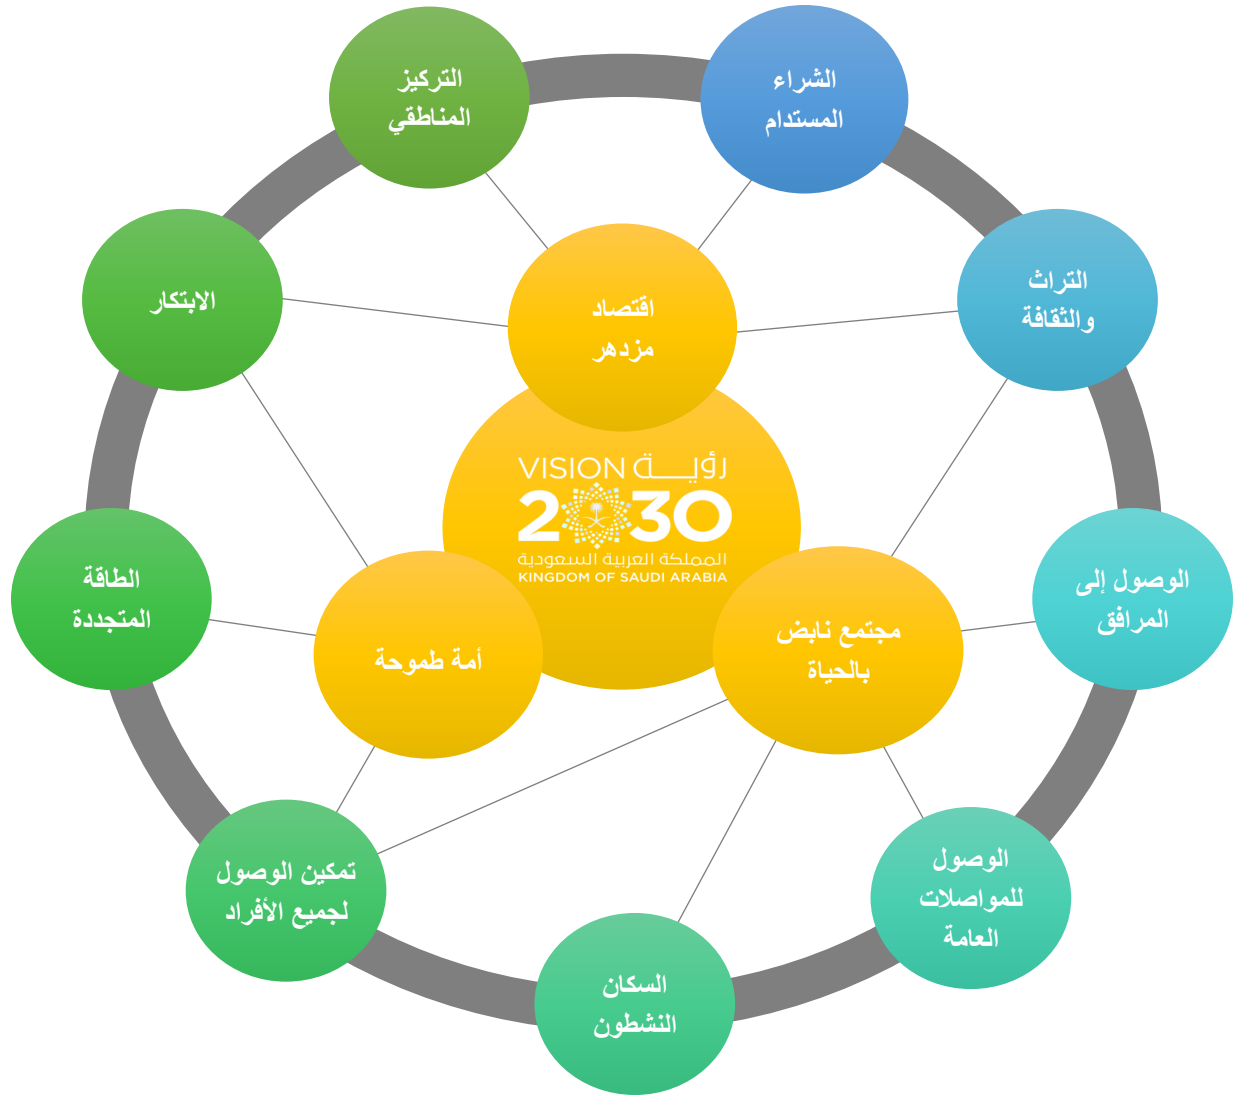 التركيز
المناطقي
الشراء
المستدام
الابتكار
اقتصاد
مزدهر
التراث
والثقافة
VISION رؤيـــة
2030
المملكة العربية السعودية
KINGDOM OF SAUDI ARABIA
الطاقة
المتجددة
أمة طموحة
مجتمع نابض
بالحياة
الوصول إلى
المرافق
تمكين الوصول
لجميع الأفراد
السكان
النشطون
الوصول
للمواصلات
العامة